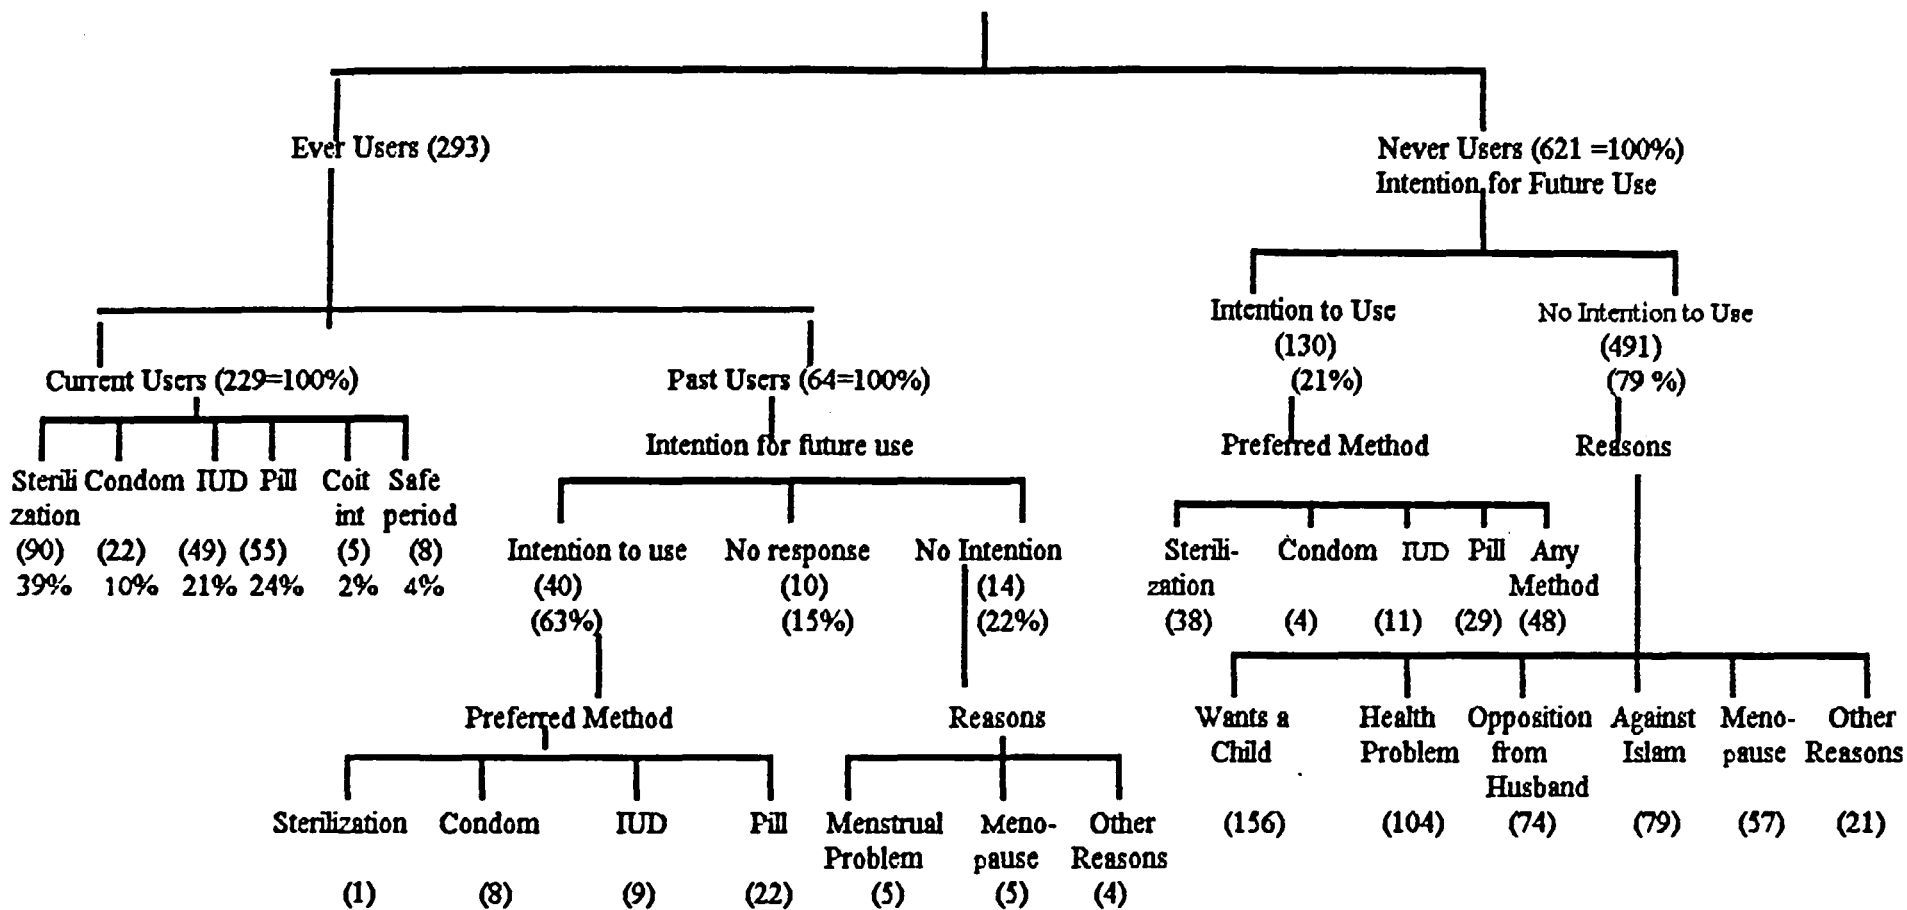 Ever Users (293)
Never Users (621 =100%)
Intention for Future Use
Intention to Use
(130)
(21%)
No Intention to Use
(491)
(79 %)
Current Users (229=100%)
Past Users (64=100%)
Intention for future use
Preferred Method
Reasons
Sterili
zation
(90)
39%
Condom
(22)
10%
IUD
(49)
21%
Pill
(55)
24%
Coit
int
(5)
2%
Safe
period
(8)
4%
Intention to use
(40)
(63%)
No response
(10)
(15%)
No Intention
(14)
(22%)
Sterili-
zation
(38)
Condom
(4)
IUD
(11)
Pill
(29)
Any
Method
(48)
Preferred Method
Reasons
Wants a
Child
(156)
Health
Problem
(104)
Opposition
from
Husband
(74)
Against
Islam
(79)
Meno-
pause
(57)
Other
Reasons
(21)
Sterilization
(1)
Condom
(8)
IUD
(9)
Pill
(22)
Menstrual
Problem
(5)
Meno-
pause
(5)
Other
Reasons
(4)